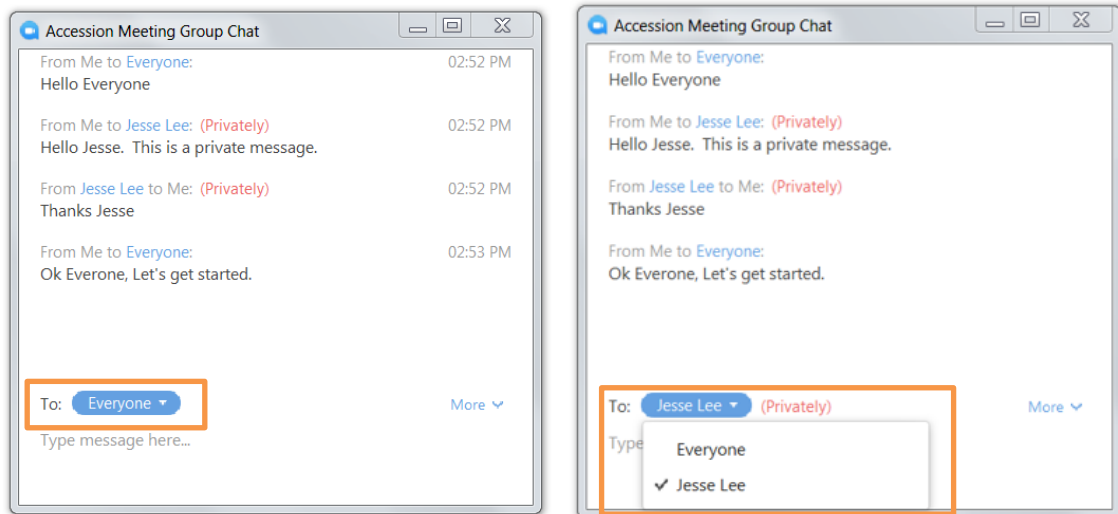 Accession Meeting Group Chat
From Me to Everyone: 02:52 PM
Hello Everyone
From Me to Jesse Lee: (Privately) 02:52 PM
Hello Jesse. This is a private message.
From Jesse Lee to Me: (Privately) 02:52 PM
Thanks Jesse
From Me to Everyone: 02:53 PM
Ok Everone, Let's get started.
To: Everyone More
Type message here...
Accession Meeting Group Chat
From Me to Everyone:
Hello Everyone
From Me to Jesse Lee: (Privately)
Hello Jesse. This is a private message.
From Jesse Lee to Me: (Privately)
Thanks Jesse
From Me to Everyone:
Ok Everone, Let's get started.
To: Jesse Lee (Privately) More
Type
Everyone
Jesse Lee